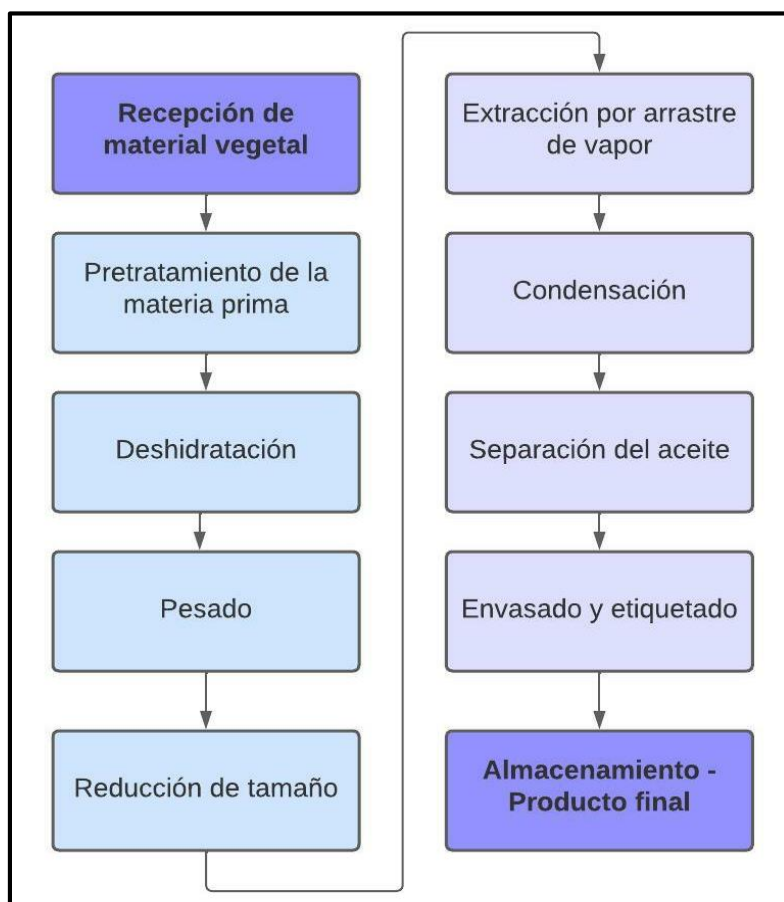 Recepción de
material vegetal
Pretratamiento de la
materia prima
Deshidratación
Pesado
Reducción de tamaño
Extracción por arrastre
de vapor
Condensación
Separación del aceite
Envasado y etiquetado
Almacenamiento -
Producto final